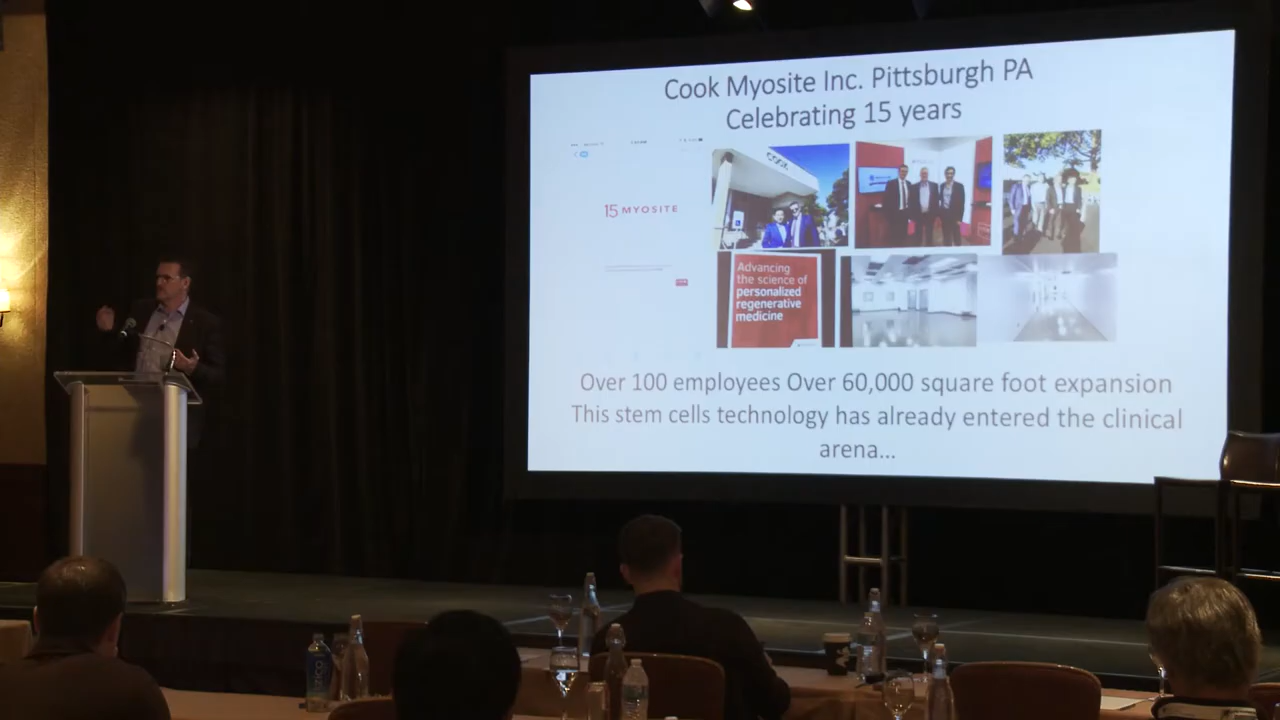 Cook Myosite Inc. Pittsburgh PA
Celebrating 15 years
15 MYOSITE
COOK
Advancing
the science of
personalized
regenerative
medicine
Over 100 employees Over 60,000 square foot expansion
This stem cells technology has already entered the clinical
arena...